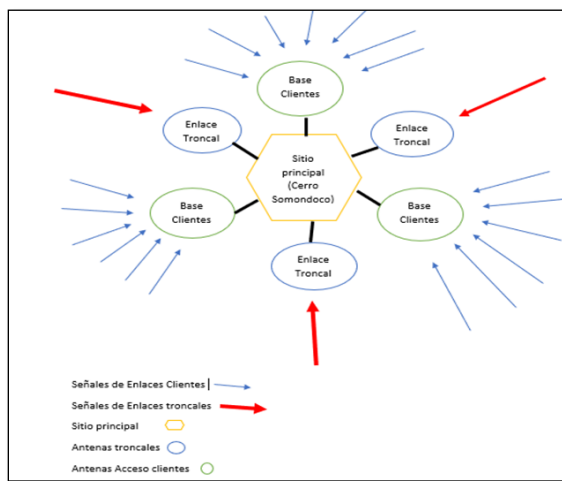 Base
Clientes
Enlace
Troncal
Enlace
Troncal
Sitio
principal
(Cerro
Somondoco)
Base
Clientes
Base
Clientes
Enlace
Troncal
Señales de Enlaces Clientes
Señales de Enlaces troncales
Sitio principal
Antenas troncales
Antenas Acceso clientes